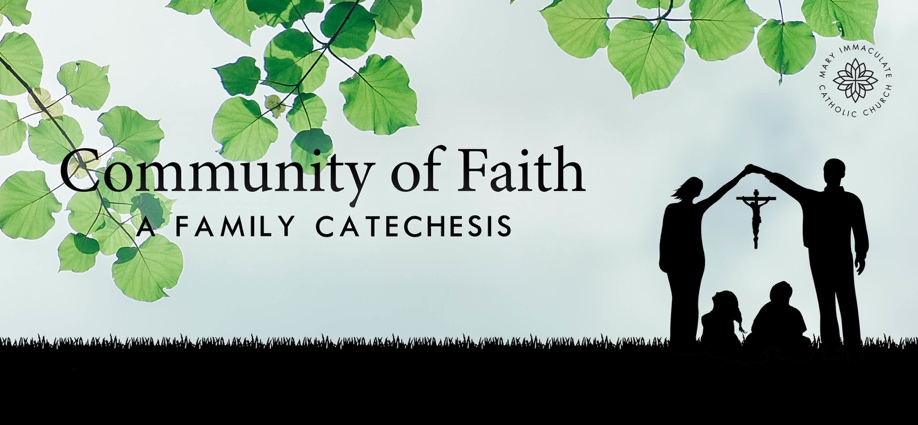 Community of Faith
A FAMILY CATECHESIS
MARY IMMACULATE
CATHOLIC CHURCH